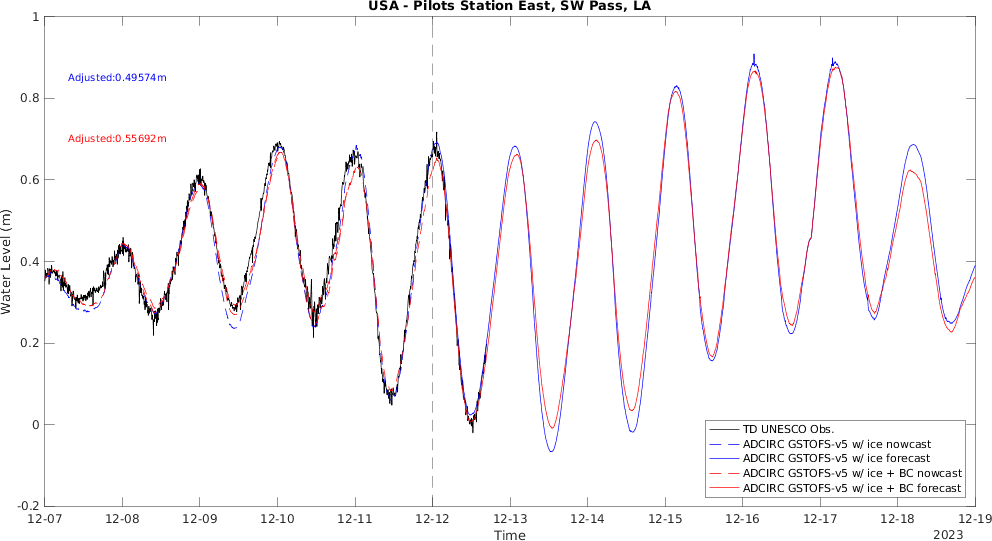 USA - Pilots Station East, SW Pass, LA
Adjusted:0.49574m
Adjusted:0.55692m
Water Level (m)
1
0.8
0.6
0.4
0.2
0
-0.2
TD UNESCO Obs.
ADCIRC GSTOFS-v5 w/ ice nowcast
ADCIRC GSTOFS-v5 w/ ice forecast
ADCIRC GSTOFS-v5 w/ ice + BC nowcast
ADCIRC GSTOFS-v5 w/ ice + BC forecast
12-07 12-08 12-09 12-10 12-11 12-12 12-13 12-14 12-15 12-16 12-17 12-18 12-19
Time
2023